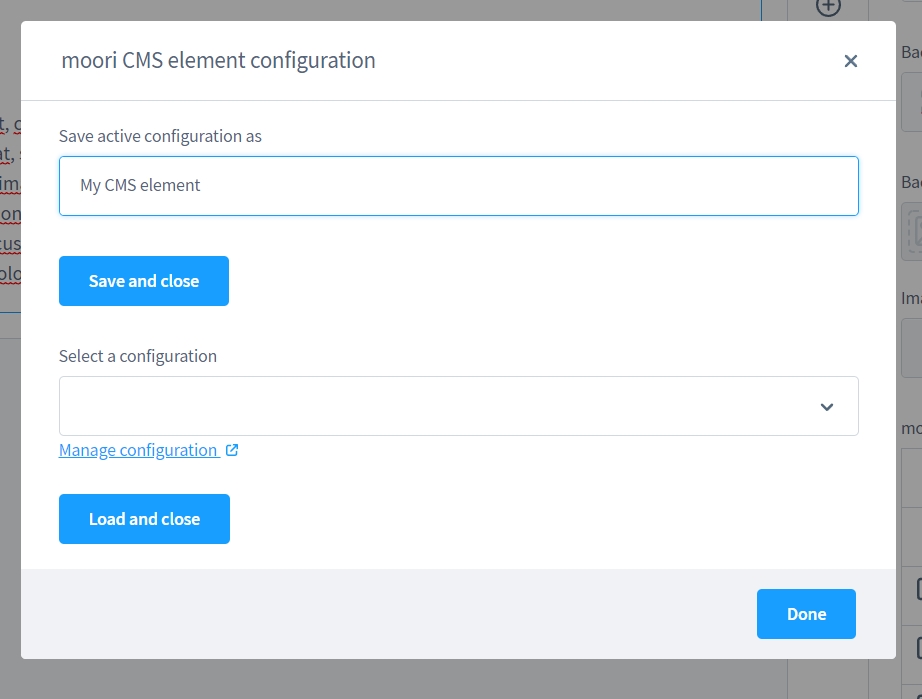 moori CMS element configuration
Save active configuration as
My CMS element
Save and close
Select a configuration
Manage configuration
Load and close
Done